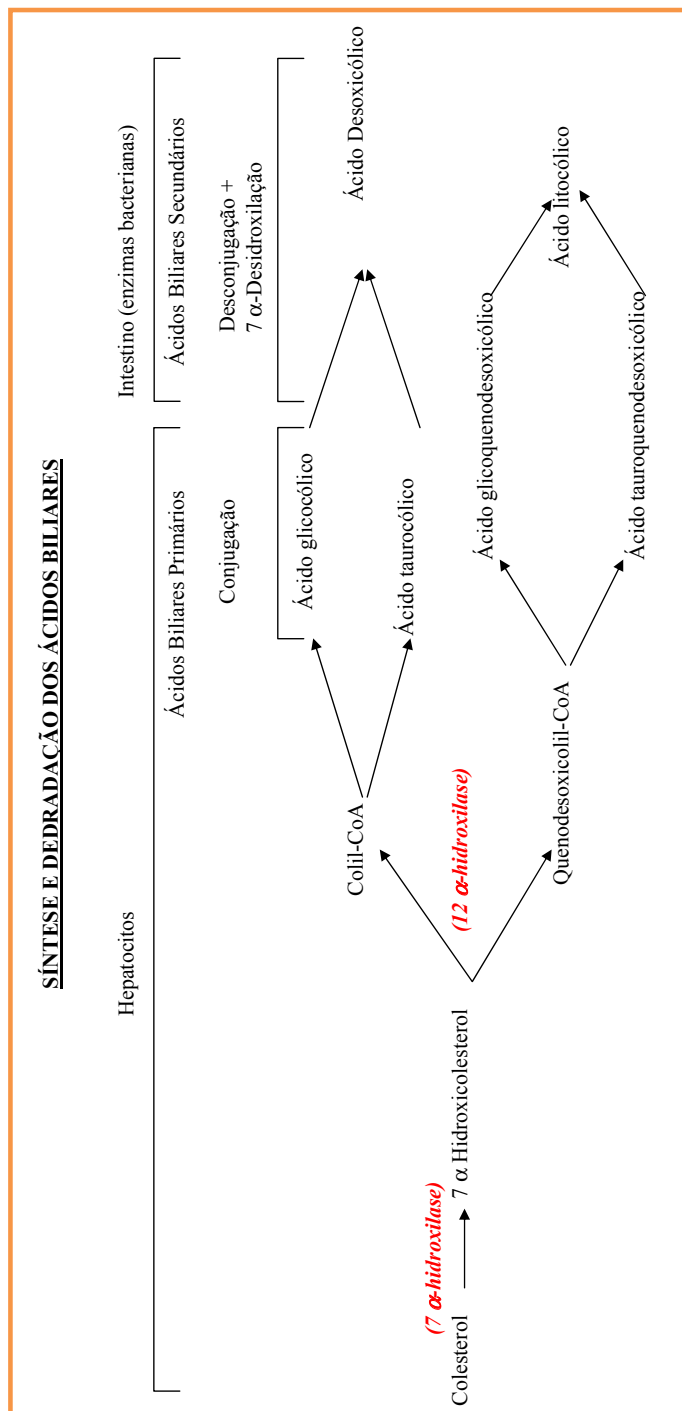 SÍNTESE E DEDRADAÇÃO DOS ÁCIDOS BILIARES
Hepatocitos
Intestino (enzimas bacterianas)
Ácidos Biliares Primários
Ácidos Biliares Secundários
Conjugação
Desconjugação +
7 α-Desidroxilação
Ácido glicocólico
Ácido Desoxicólico
Colil-CoA
Ácido taurocólico
(7 α-hidroxilase)
(12 α-hidroxilase)
Colesterol
7 α Hidroxicolesterol
Ácido glicoquenodesoxicólico
Quenodesoxicolil-CoA
Ácido litocólico
Ácido tauroquenodesoxicólico